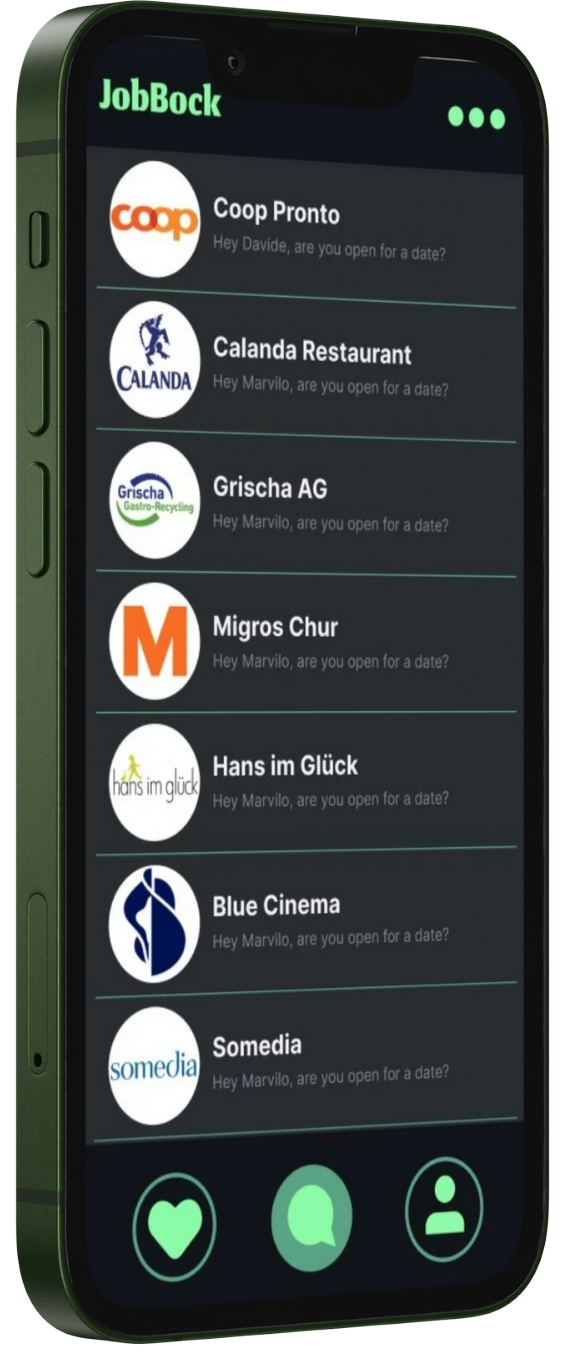 JobBock
coop
Coop Pronto
Hey Davide, are you open for a date?
CALANDA
Calanda Restaurant
Hey Marvilo, are you open for a date?
Grischa
Gastro-Recycling
Grischa AG
Hey Marvilo, are you open for a date?
M
Migros Chur
Hey Marvilo, are you open for a date?
hans im glück
Hans im Glück
Hey Marvilo, are you open for a date?
Blue Cinema
Hey Marvilo, are you open for a date?
somedia
Somedia
Hey Marvilo, are you open for a date?